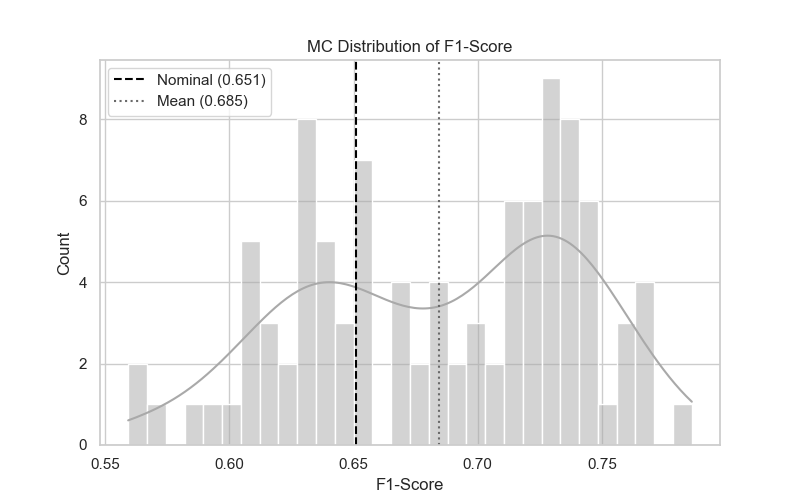 MC Distribution of F1-Score
Nominal (0.651)
Mean (0.685)
8
6
4
2
0
Count
0.55 0.60 0.65 0.70 0.75
F1-Score